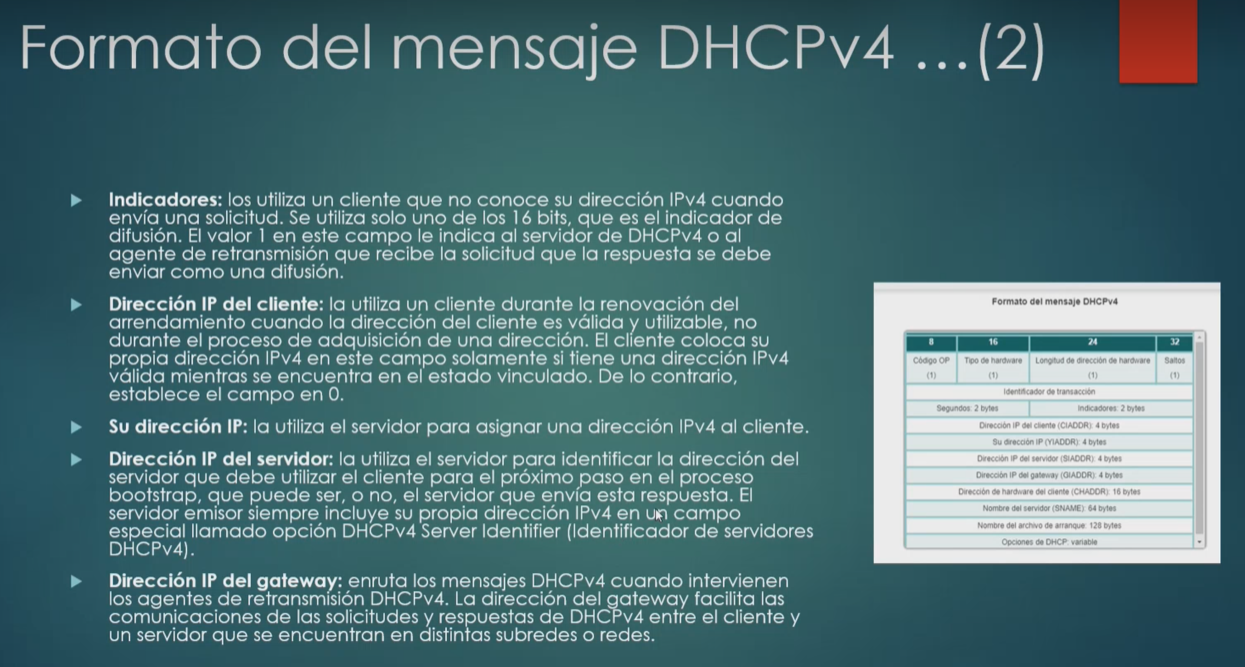 Formato del mensaje DHCPv4 ...(2)
Indicadores: los utiliza un cliente que no conoce su dirección IPv4 cuando
envía una solicitud. Se utiliza solo uno de los 16 bits, que es el indicador de
difusión. El valor 1 en este campo le indica al servidor de DHCPv4 o al
agente de retransmisión que recibe la solicitud que la respuesta se debe
enviar como una difusión.
Dirección IP del cliente: la utiliza un cliente durante la renovación del
arrendamiento cuando la dirección del cliente es válida y utilizable, no
durante el proceso de adquisición de una dirección. El cliente coloca su
propia dirección IPv4 en este campo solamente si tiene una dirección IPv4
válida mientras se encuentra en el estado vinculado. De lo contrario,
establece el campo en 0.
Su dirección IP: la utiliza el servidor para asignar una dirección IPv4 al cliente.
Dirección IP del servidor: la utiliza el servidor para identificar la dirección del
servidor que debe utilizar el cliente para el próximo paso en el proceso
bootstrap, que puede ser, o no, el servidor que envía esta respuesta. El
servidor emisor siempre incluye su propia dirección IPv4 en un campo
especial llamado opción DHCPv4 Server Identifier (Identificador de servidores
DHCPv4).
Dirección IP del gateway: enruta los mensajes DHCPv4 cuando intervienen
los agentes de retransmisión DHCPv4. La dirección del gateway facilita las
comunicaciones de las solicitudes y respuestas de DHCPv4 entre el cliente y
un servidor que se encuentran en distintas subredes o redes.
Formato del mensaje DHCPv4
8 16 24 32
Código OP Tipo de hardware Longitud de dirección de hardware Saltos
(1) (1) (1) (1)
Identificador de transacción
Segundos: 2 bytes Indicadores: 2 bytes
Dirección IP del cliente (CIADDR): 4 bytes
Su dirección IP (YIADDR): 4 bytes
Dirección IP del servidor (SIADDR): 4 bytes
Dirección IP del gateway (GIADDR): 4 bytes
Dirección de hardware del cliente (CHADDR): 16 bytes
Nombre del servidor (SNAME): 64 bytes
Nombre del archivo de arranque: 128 bytes
Opciones de DHCP: variable